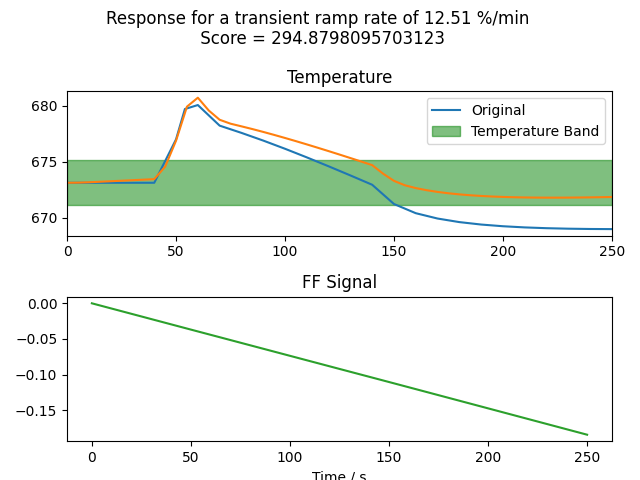 Response for a transient ramp rate of 12.51 %/min
Score = 294.8798095703123
Temperature
680
675
670
Original
Temperature Band
0 50 100 150 200 250
FF Signal
0.00
−0.05
−0.10
−0.15
0 50 100 150 200 250
Time / s